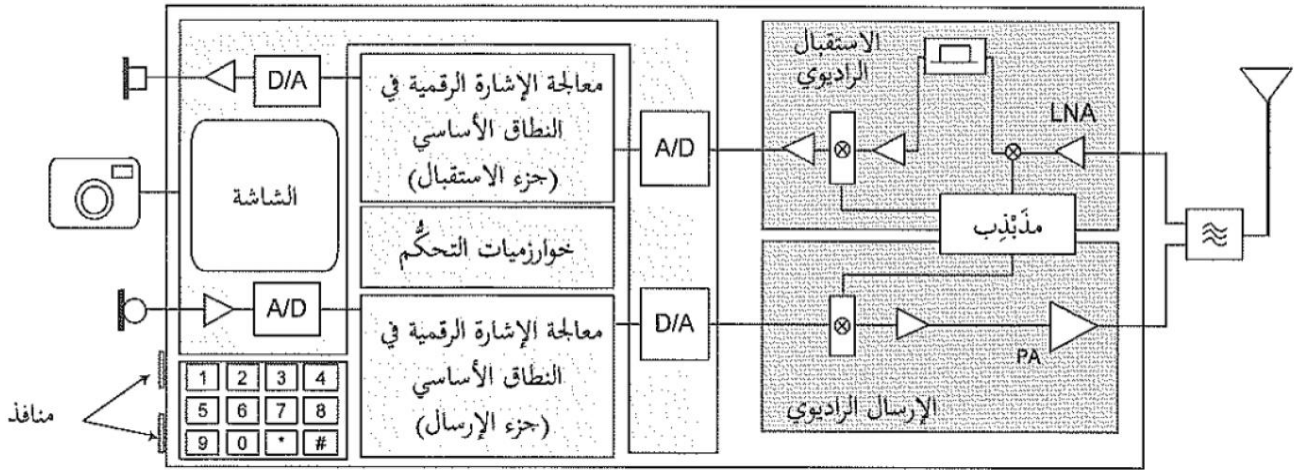 الاستقبال
الراديوي
LNA
D/A
معالجة الإشارة الرقمية في
النطاق الأساسي
(جزء الاستقبال)
A/D
الشاشة
مذَبْذِب
خوارزميات التحكُّم
A/D
معالجة الإشارة الرقمية في
النطاق الأساسي
(جزء الإرسال)
D/A
PA
الإرسال الراديوي
منافذ
1 2 3 4
5 6 7 8
9 0 * #